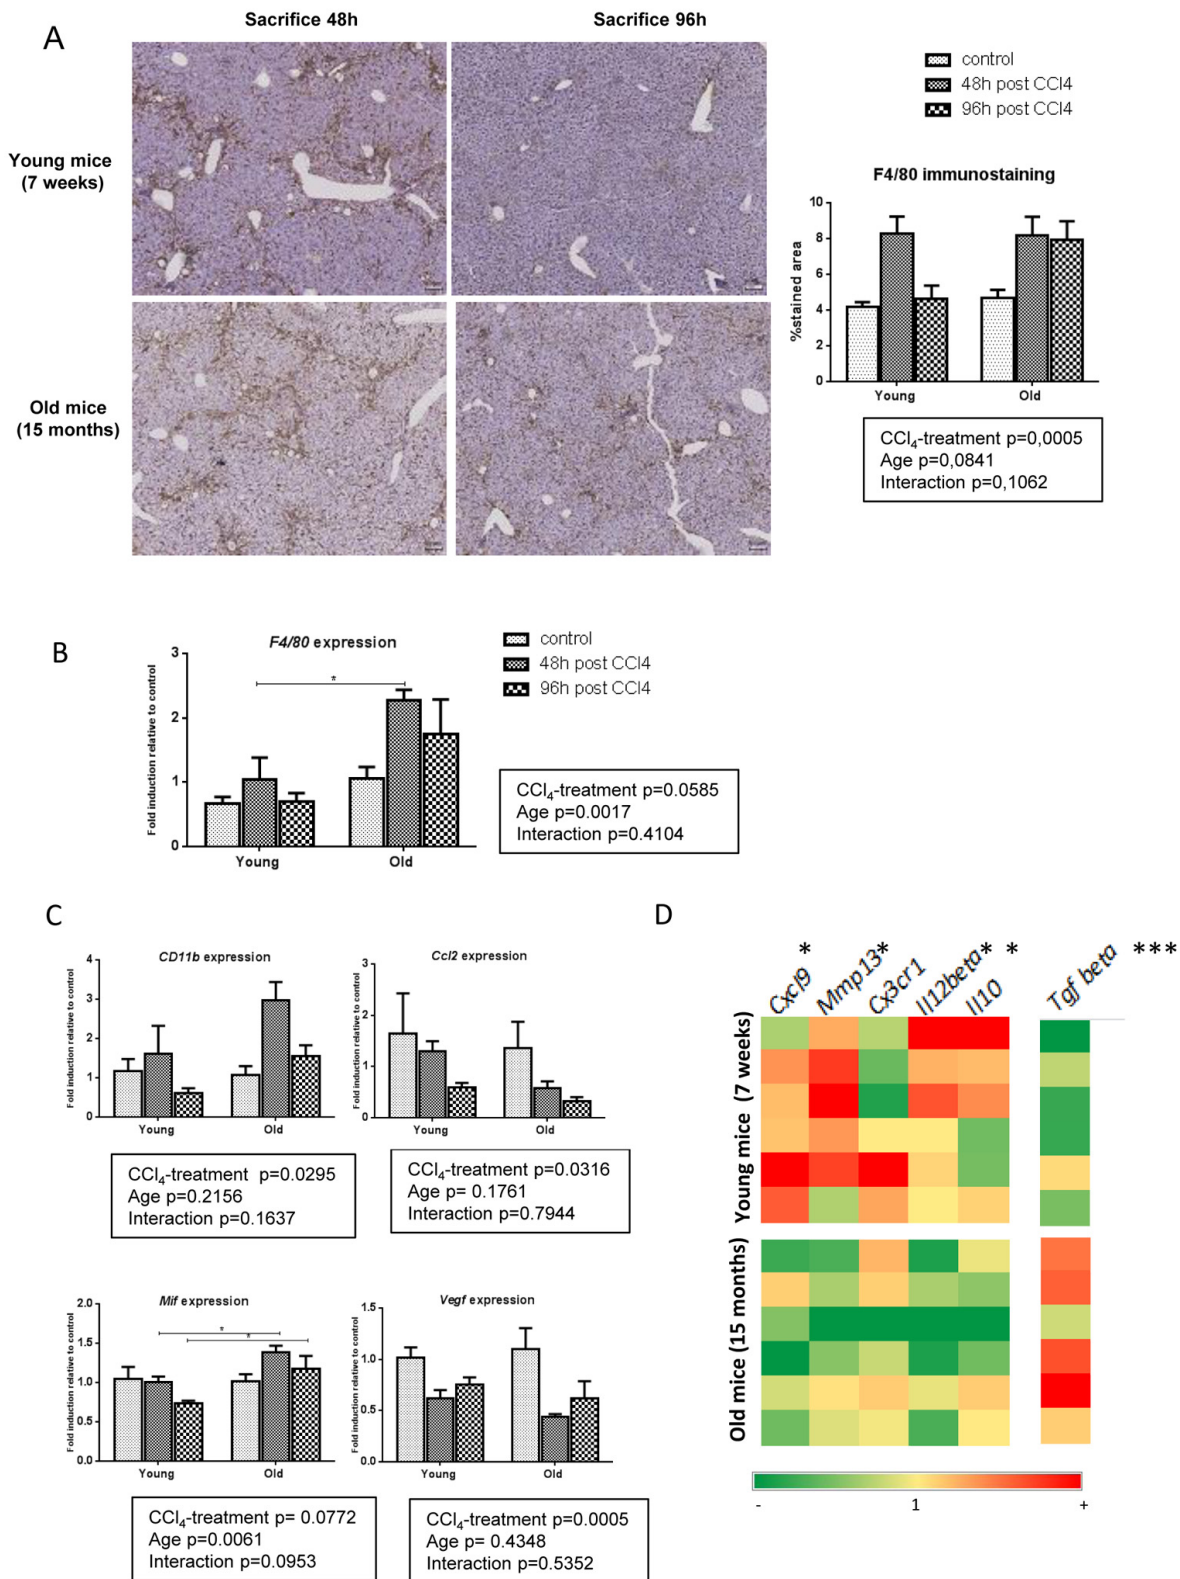 A
Sacrifice 48h
Sacrifice 96h
Young mice
(7 weeks)
Old mice
(15 months)
control
48h post CCl4
96h post CCl4
F4/80 immunostaining
%stained area
10
8
6
4
2
0
Young
Old
CCl₄-treatment p=0,0005
Age p=0,0841
Interaction p=0,1062
B
F4/80 expression
Fold induction relative to control
3
2
1
0
*
Young
Old
control
48h post CCl4
96h post CCl4
CCl₄-treatment p=0.0585
Age p=0.0017
Interaction p=0.4104
C
CD11b expression
Fold induction relative to control
4
3
2
1
0
Young
Old
CCl₄-treatment p=0.0295
Age p=0.2156
Interaction p=0.1637
Ccl2 expression
Fold induction relative to control
3
2
1
0
Young
Old
CCl₄-treatment p=0.0316
Age p= 0.1761
Interaction p=0.7944
Mif expression
Fold induction relative to control
2.0
1.5
1.0
0.5
0.0
*
*
Young
Old
CCl₄-treatment p= 0.0772
Age p=0.0061
Interaction p=0.0953
Vegf expression
Fold induction relative to control
1.5
1.0
0.5
0.0
Young
Old
CCl₄-treatment p=0.0005
Age p= 0.4348
Interaction p=0.5352
D
Cxcl9 *
Mmp13 *
Cx3cr1
Il12beta *
Il10 *
Tgf beta ***
Young mice (7 weeks)
Old mice (15 months)
-
1
+